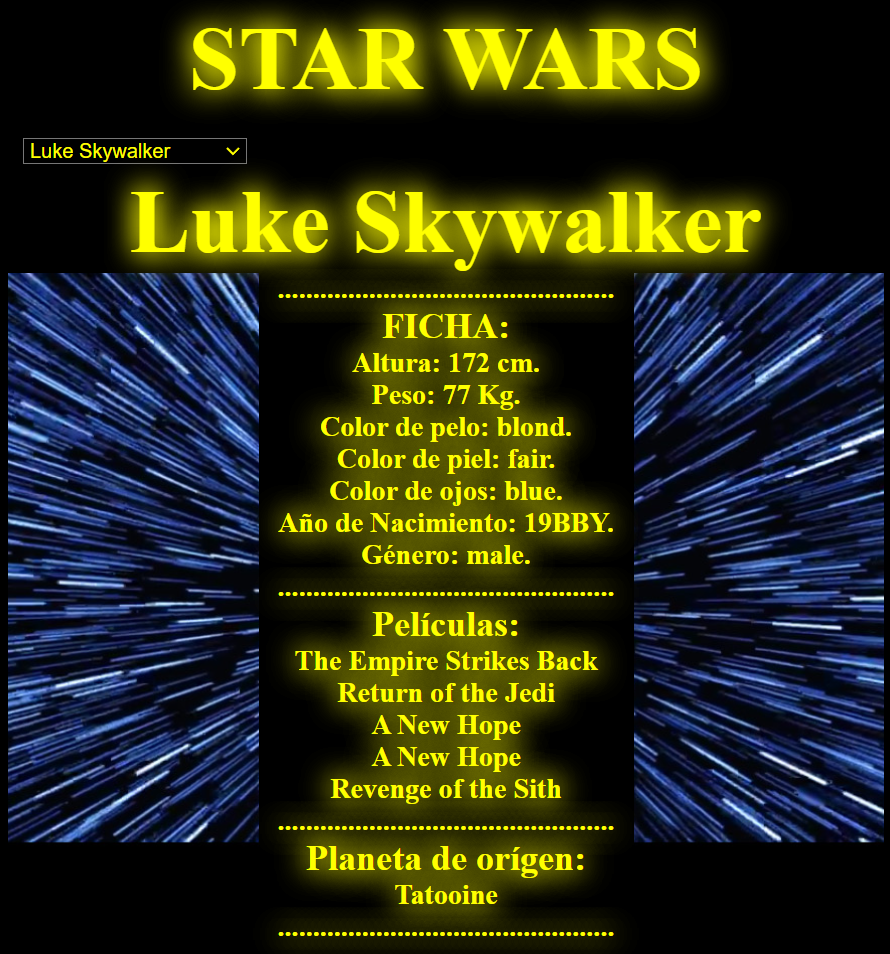 STAR WARS
Luke Skywalker
Luke Skywalker
................................................
FICHA:
Altura: 172 cm.
Peso: 77 Kg.
Color de pelo: blond.
Color de piel: fair.
Color de ojos: blue.
Año de Nacimiento: 19BBY.
Género: male.
................................................
Películas:
The Empire Strikes Back
Return of the Jedi
A New Hope
A New Hope
Revenge of the Sith
................................................
Planeta de orígen:
Tatooine
................................................